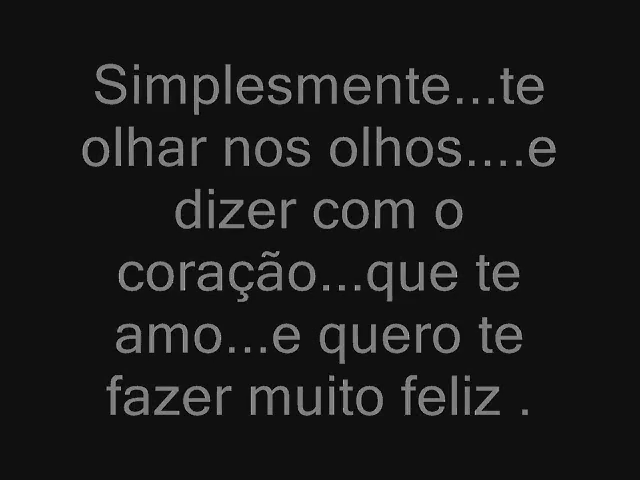 Simplesmente...te
olhar nos olhos....e
dizer com o
coração...que te
amo...e quero te
fazer muito feliz .